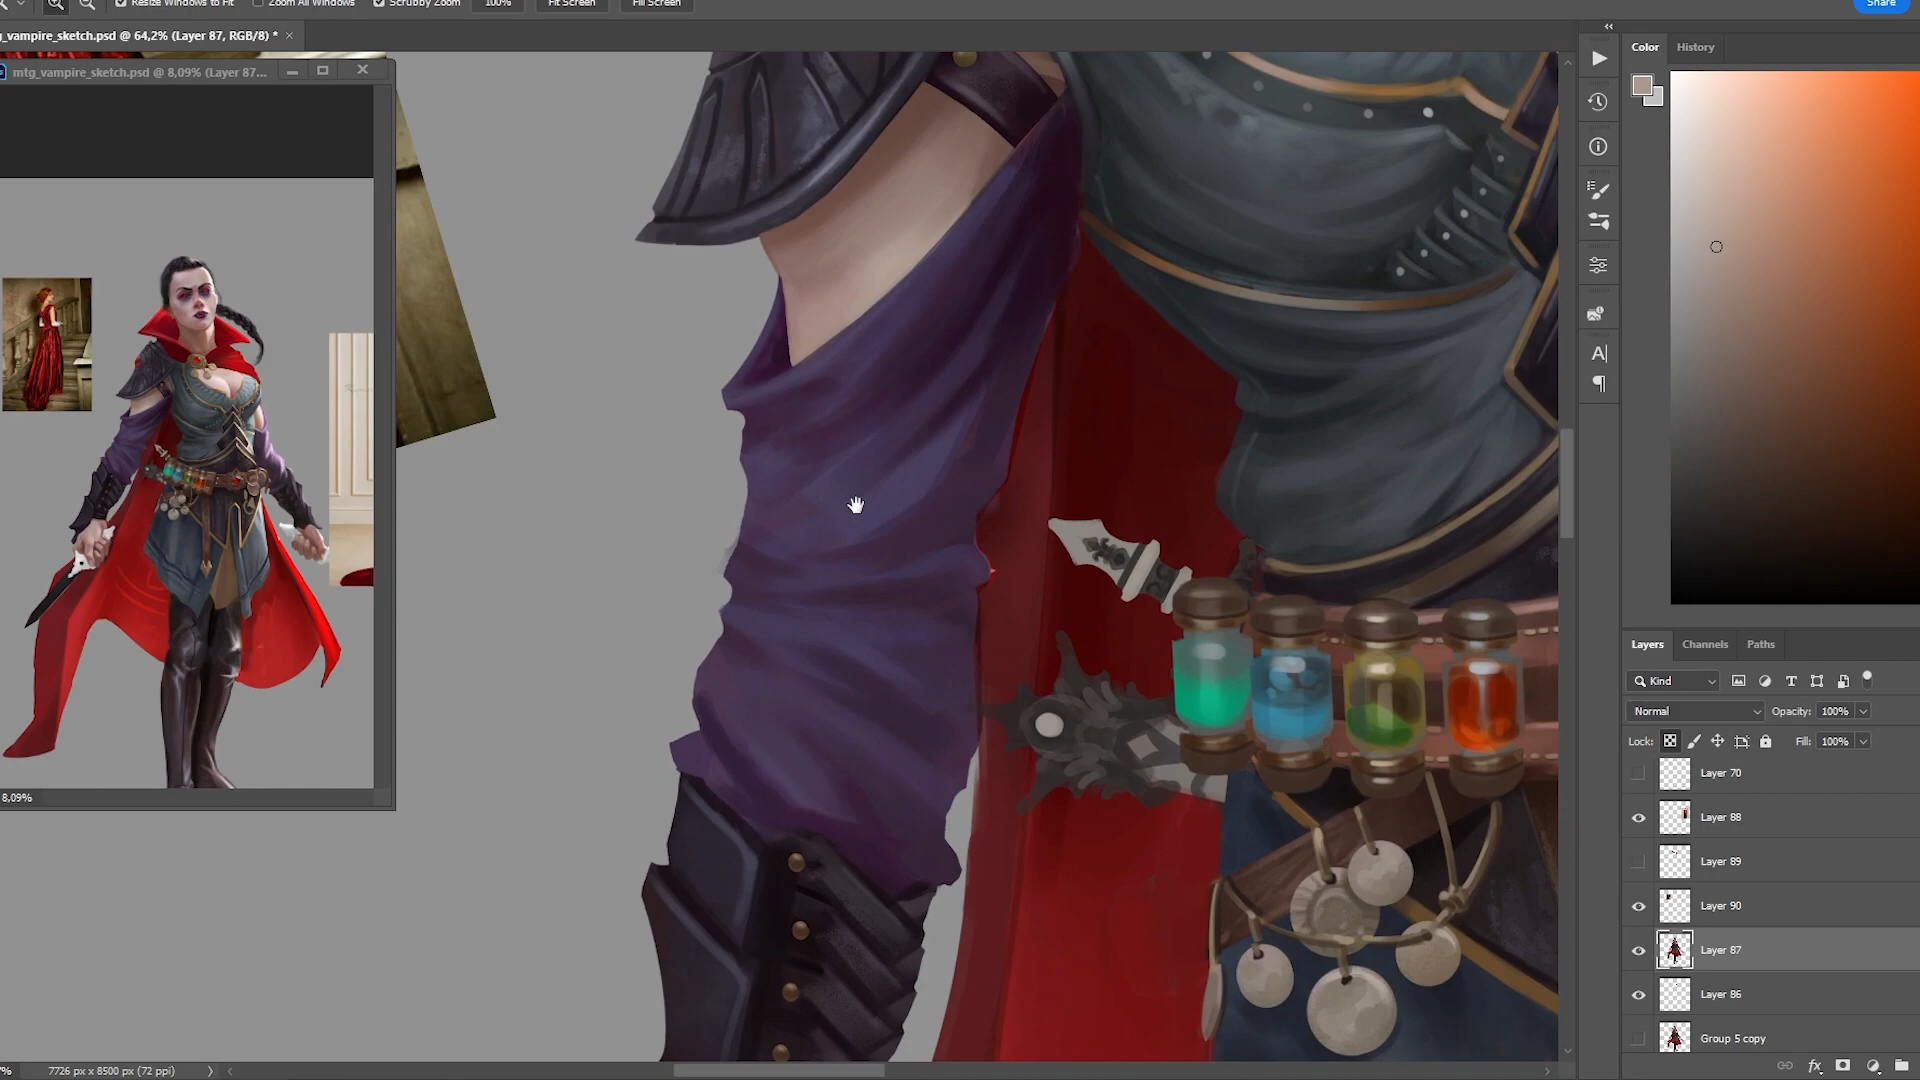 Resize Windows to Fit
Zoom All Windows
Scrubby Zoom
100%
Fit Screen
Fill Screen
Share
_vampire_sketch.psd @ 64,2% (Layer 87, RGB/8) *
mtg_vampire_sketch.psd @ 8,09% (Layer 87...
8,09%
Color
History
Layers
Channels
Paths
Kind
Normal
Opacity: 100%
Lock:
Fill: 100%
Layer 70
Layer 88
Layer 89
Layer 90
Layer 87
Layer 86
Group 5 copy
fx
7726 px x 8500 px (72 ppi)